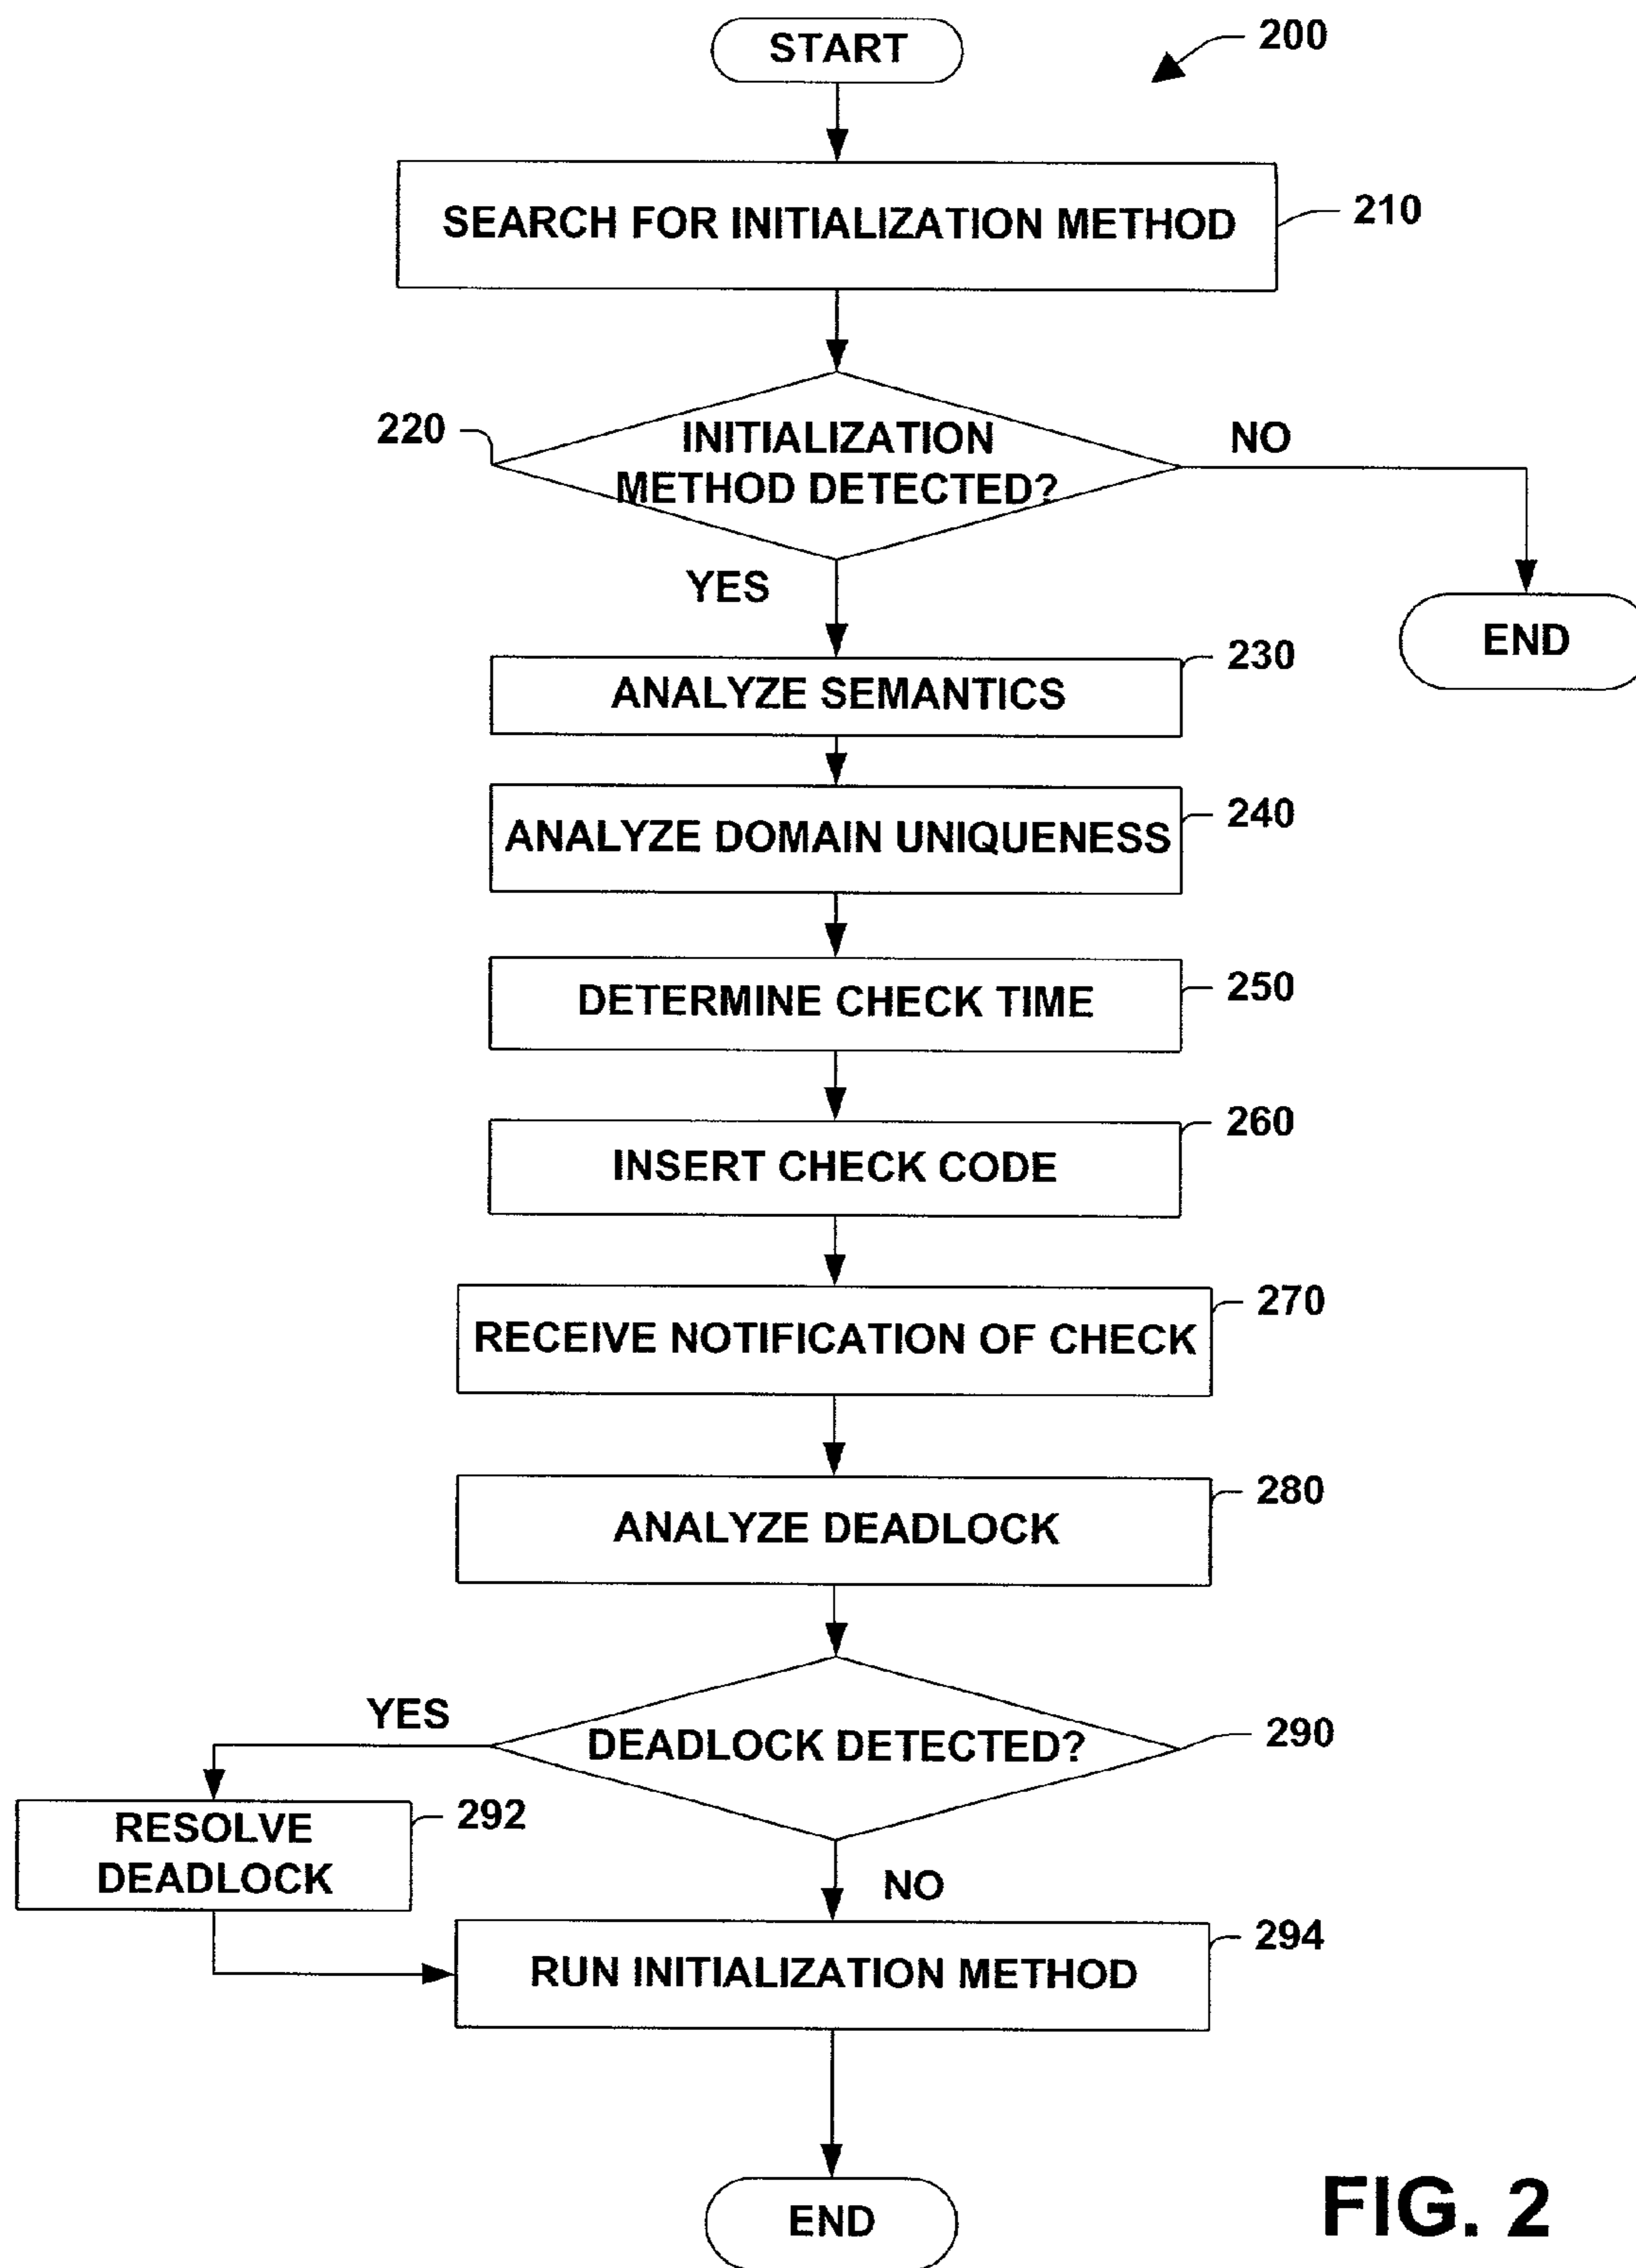 START
200
SEARCH FOR INITIALIZATION METHOD
210
220
INITIALIZATION
METHOD DETECTED?
NO
YES
END
230
ANALYZE SEMANTICS
240
ANALYZE DOMAIN UNIQUENESS
250
DETERMINE CHECK TIME
260
INSERT CHECK CODE
270
RECEIVE NOTIFICATION OF CHECK
280
ANALYZE DEADLOCK
YES
DEADLOCK DETECTED?
290
RESOLVE
DEADLOCK
292
NO
294
RUN INITIALIZATION METHOD
END
FIG. 2